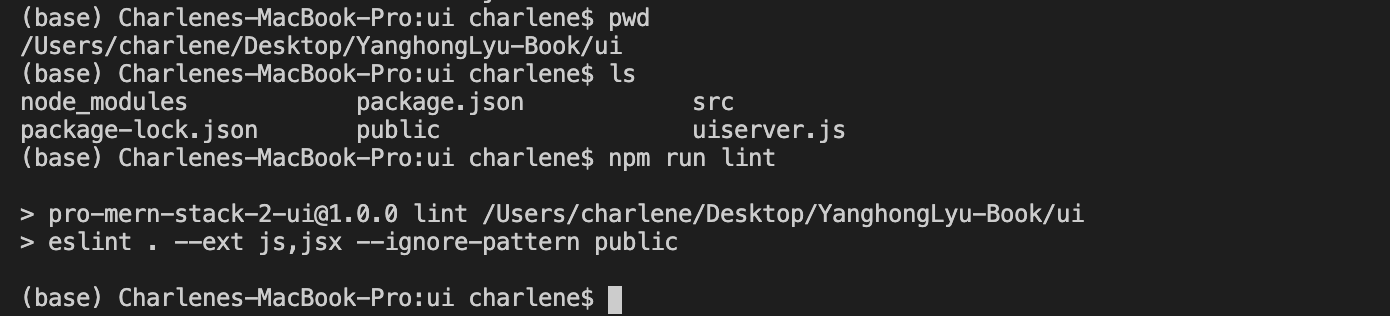 (base) Charlenes-MacBook-Pro:ui charlene$ pwd
/Users/charlene/Desktop/YanghongLyu-Book/ui
(base) Charlenes-MacBook-Pro:ui charlene$ ls
node_modules            package.json            src
package-lock.json       public                  uiserver.js
(base) Charlenes-MacBook-Pro:ui charlene$ npm run lint
> pro-mern-stack-2-ui@1.0.0 lint /Users/charlene/Desktop/YanghongLyu-Book/ui
> eslint . --ext js,jsx --ignore-pattern public
(base) Charlenes-MacBook-Pro:ui charlene$